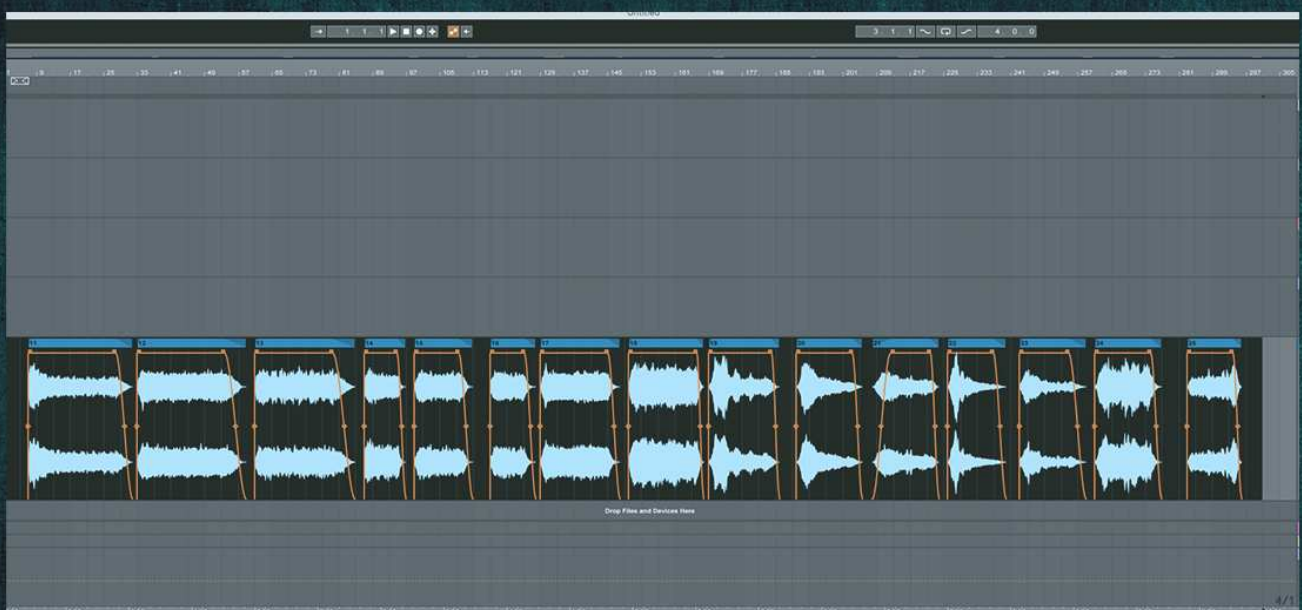 Untitled
1 1 1 3 1 1 4 0 0
9 17 25 33 41 49 57 65 73 81 89 97 105 113 121 129 137 145 153 161 169 177 185 193 201 209 217 225 233 241 249 257 265 273 281 289 297 305
11 12 13 14 15 16 17 18 19 20 21 22 23 24 25
Drop Files and Devices Here
4/1